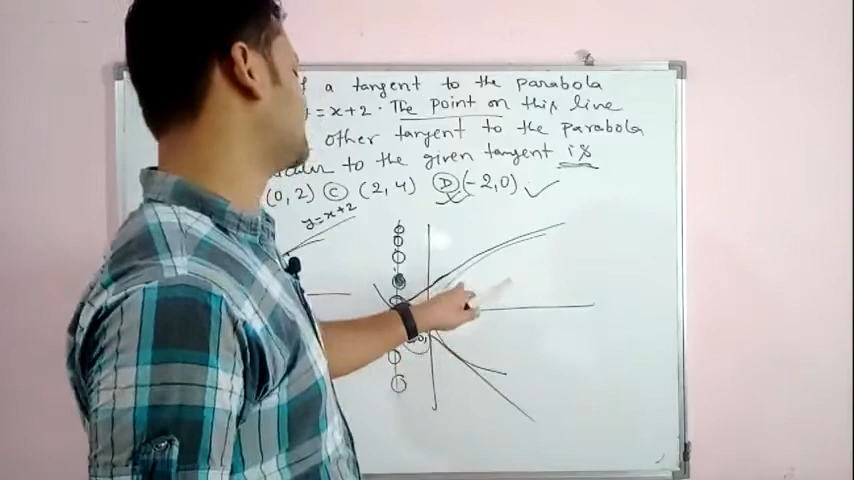 f a tangent to the parabola
= x+2. The point on this line
other tangent to the parabola
to the given tangent is
(0, 2) (C) (2, 4) (D) (-2, 0)
y=x+2